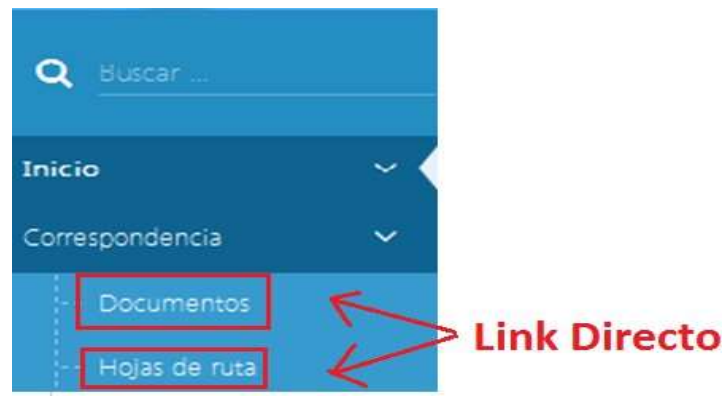 Buscar ...
Inicio
Correspondencia
Documentos
Link Directo
Hojas de ruta